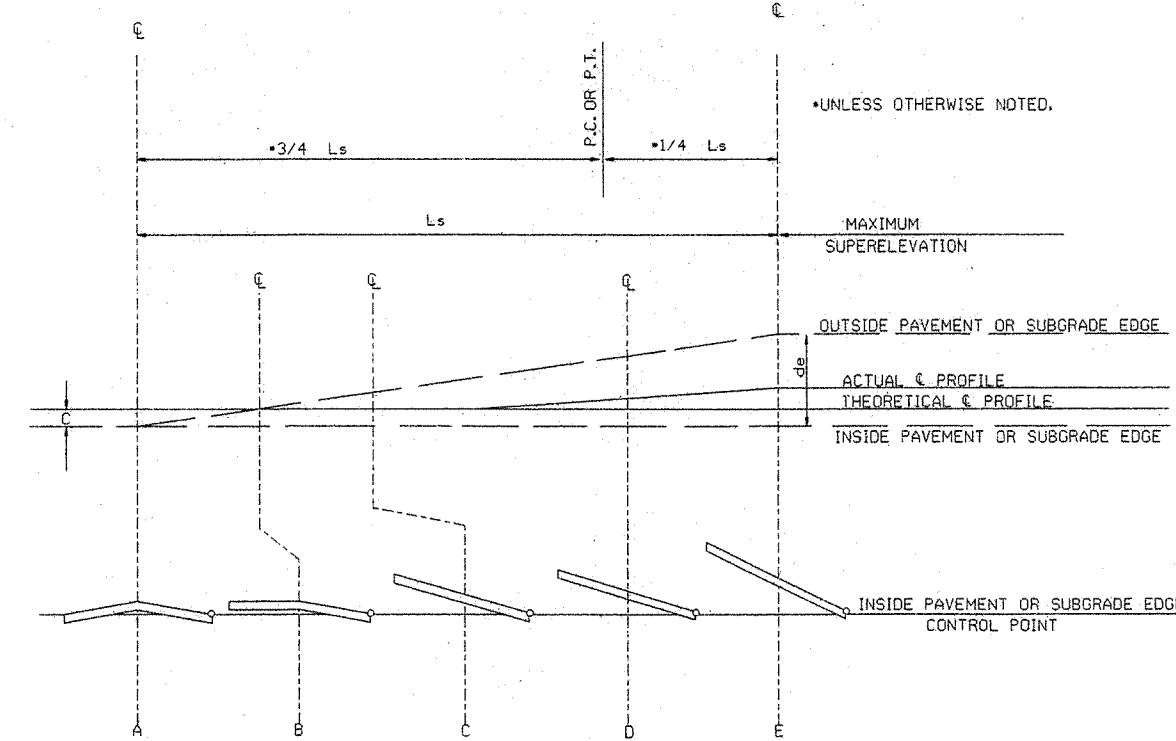 ℄
℄
P.C. OR P.T.
*UNLESS OTHERWISE NOTED.
*3/4 Ls
*1/4 Ls
Ls
MAXIMUM
SUPERELEVATION
℄
℄
℄
OUTSIDE PAVEMENT OR SUBGRADE EDGE
de
ACTUAL ℄ PROFILE
THEORETICAL ℄ PROFILE
C
INSIDE PAVEMENT OR SUBGRADE EDGE
INSIDE PAVEMENT OR SUBGRADE EDGE
CONTROL POINT
A
B
C
D
E